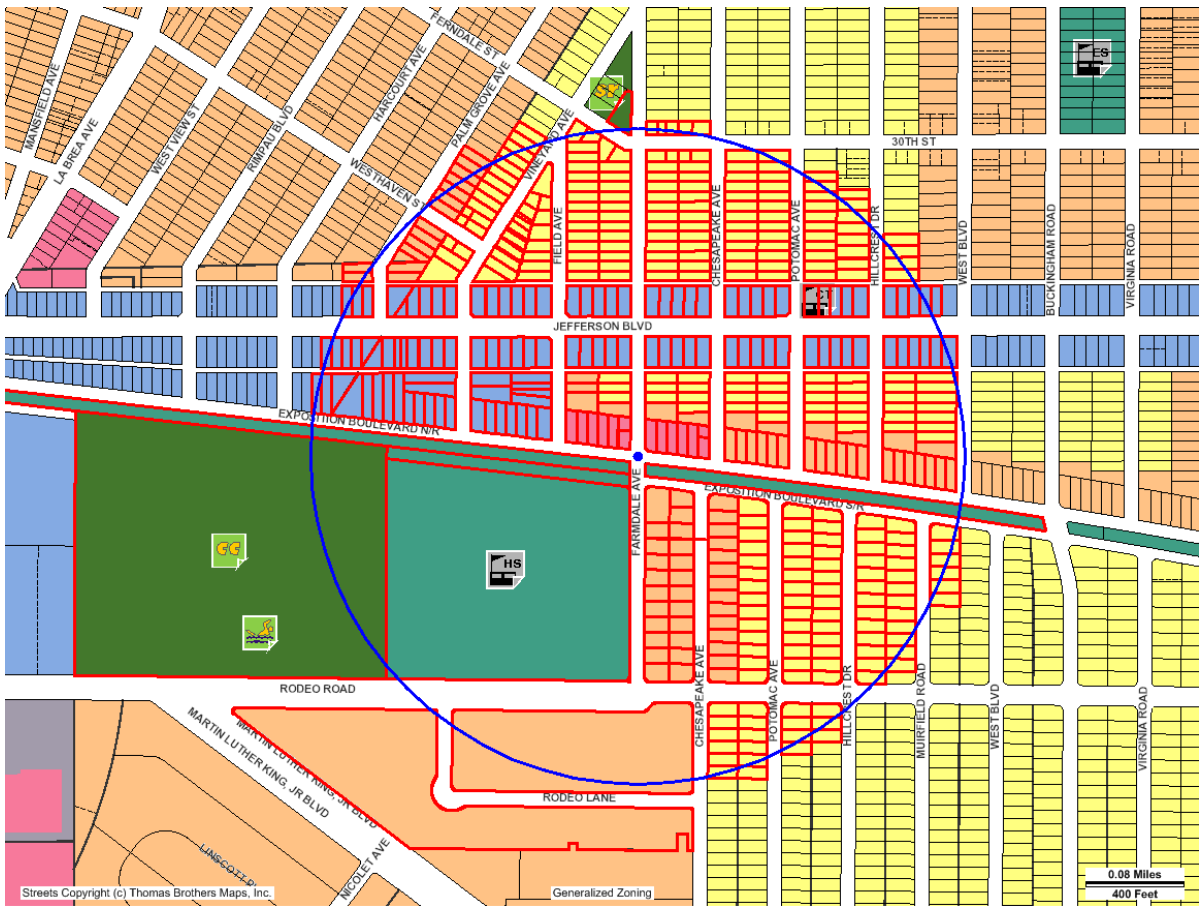 FERNDALE ST
MANSFIELD AVE
LA BREA AVE
WEST VIEW ST
RIMPAU BLVD
HARCOURT AVE
PALM GROVE AVE
VINEYARD AVE
WESTHAVEN ST
SY
ES
30TH ST
FIELD AVE
CHESAPEAKE AVE
POTOMAC AVE
HILLCREST DR
WEST BLVD
BUCKINGHAM ROAD
VIRGINIA ROAD
JEFFERSON BLVD
EXPOSITION BOULEVARD N/R
EXPOSITION BOULEVARD S/R
FARMDALE AVE
CC
HS
RODEO ROAD
CHESAPEAKE AVE
POTOMAC AVE
HILLCREST DR
MUIRFIELD ROAD
WEST BLVD
VIRGINIA ROAD
MARTIN LUTHER KING, JR BLVD
MARTIN LUTHER KING, JR BLVD
RODEO LANE
NICOLET AVE
LINSCOTT
Streets Copyright (c) Thomas Brothers Maps, Inc.
Generalized Zoning
0.08 Miles
400 Feet